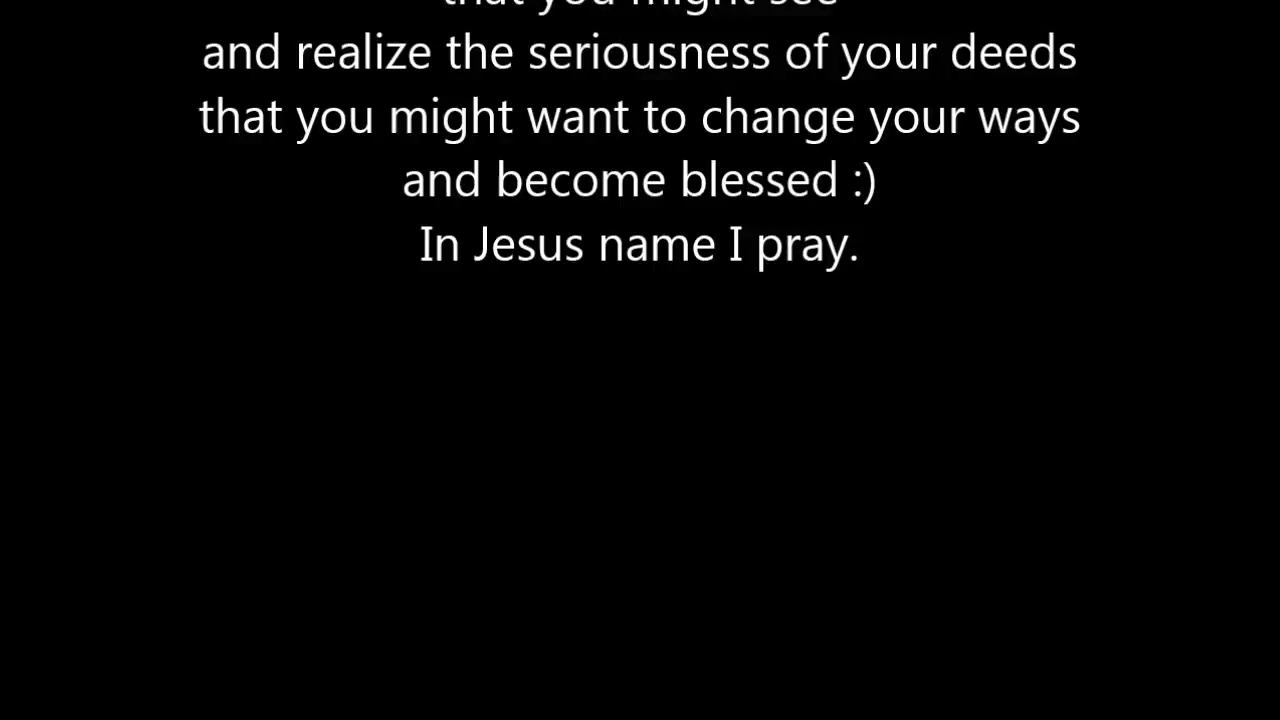 that you might see
and realize the seriousness of your deeds
that you might want to change your ways
and become blessed :)
In Jesus name I pray.